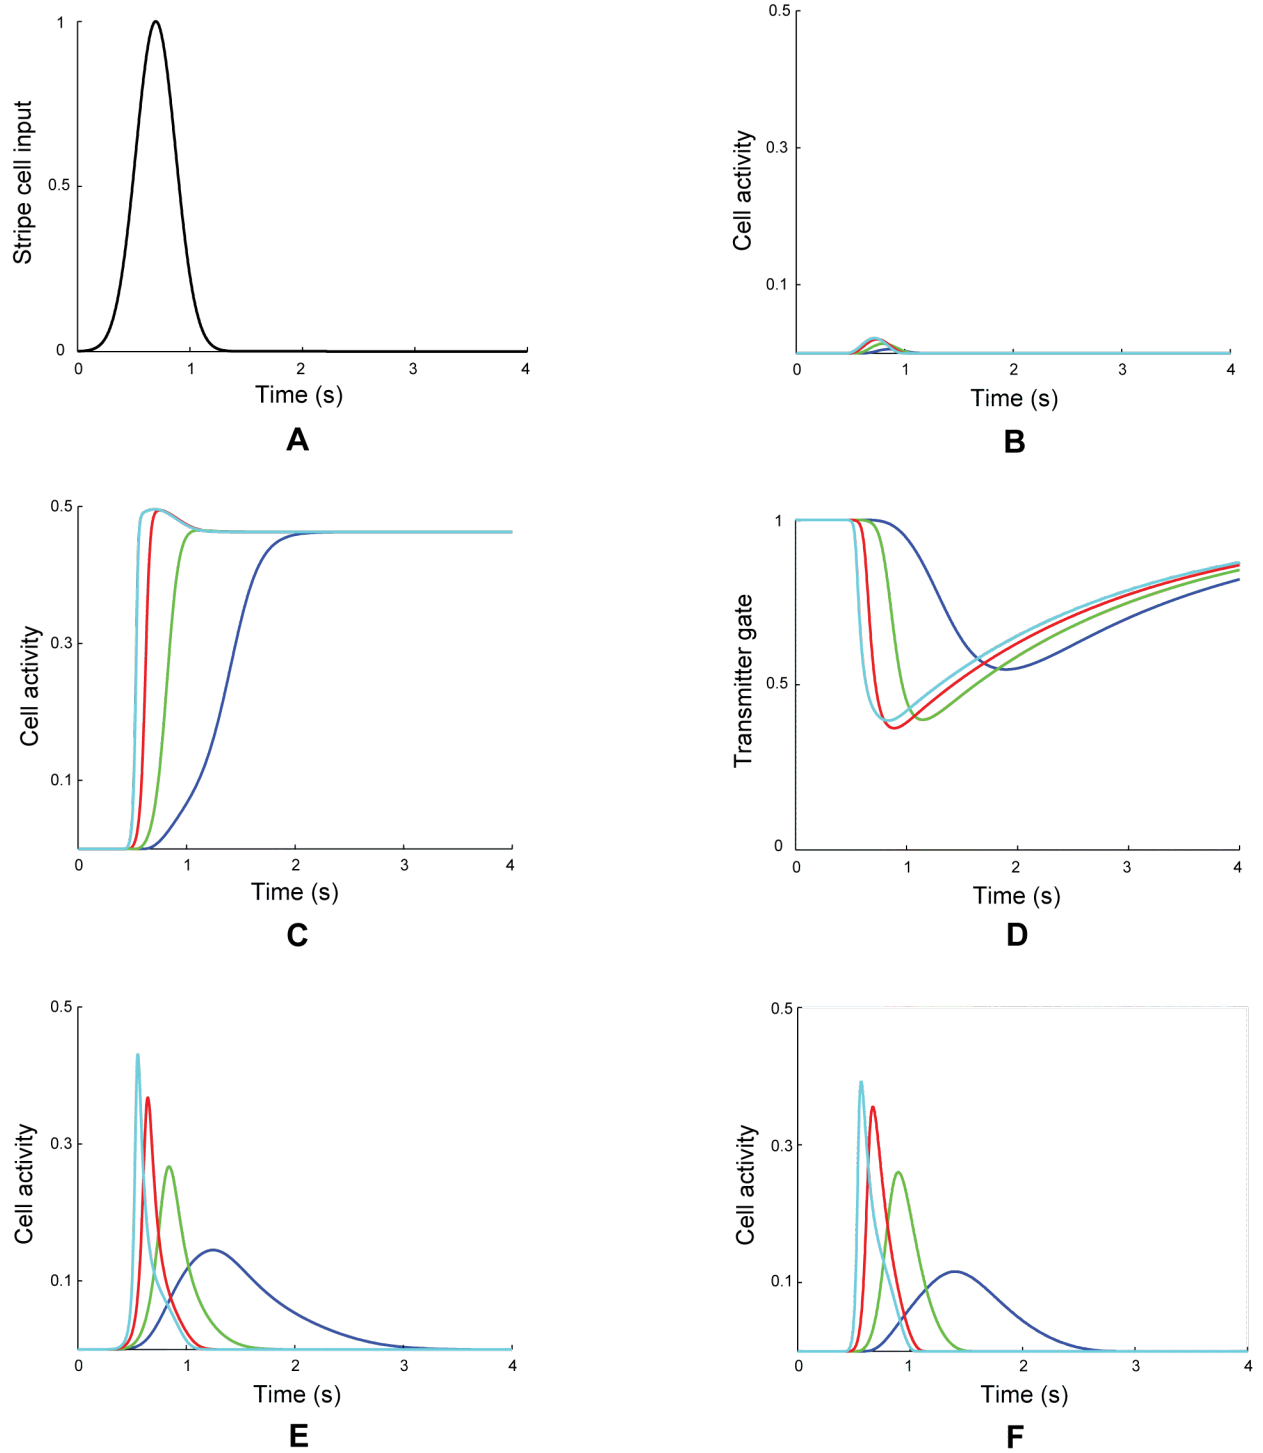 1
0.5
0
Stripe cell input
0 1 2 3 4
Time (s)
A
0.5
0.3
0.1
Cell activity
0 1 2 3 4
Time (s)
B
0.5
0.3
0.1
Cell activity
0 1 2 3 4
Time (s)
C
1
0.5
0
Transmitter gate
0 1 2 3 4
Time (s)
D
0.5
0.3
0.1
Cell activity
0 1 2 3 4
Time (s)
E
0.5
0.3
0.1
Cell activity
0 1 2 3 4
Time (s)
F